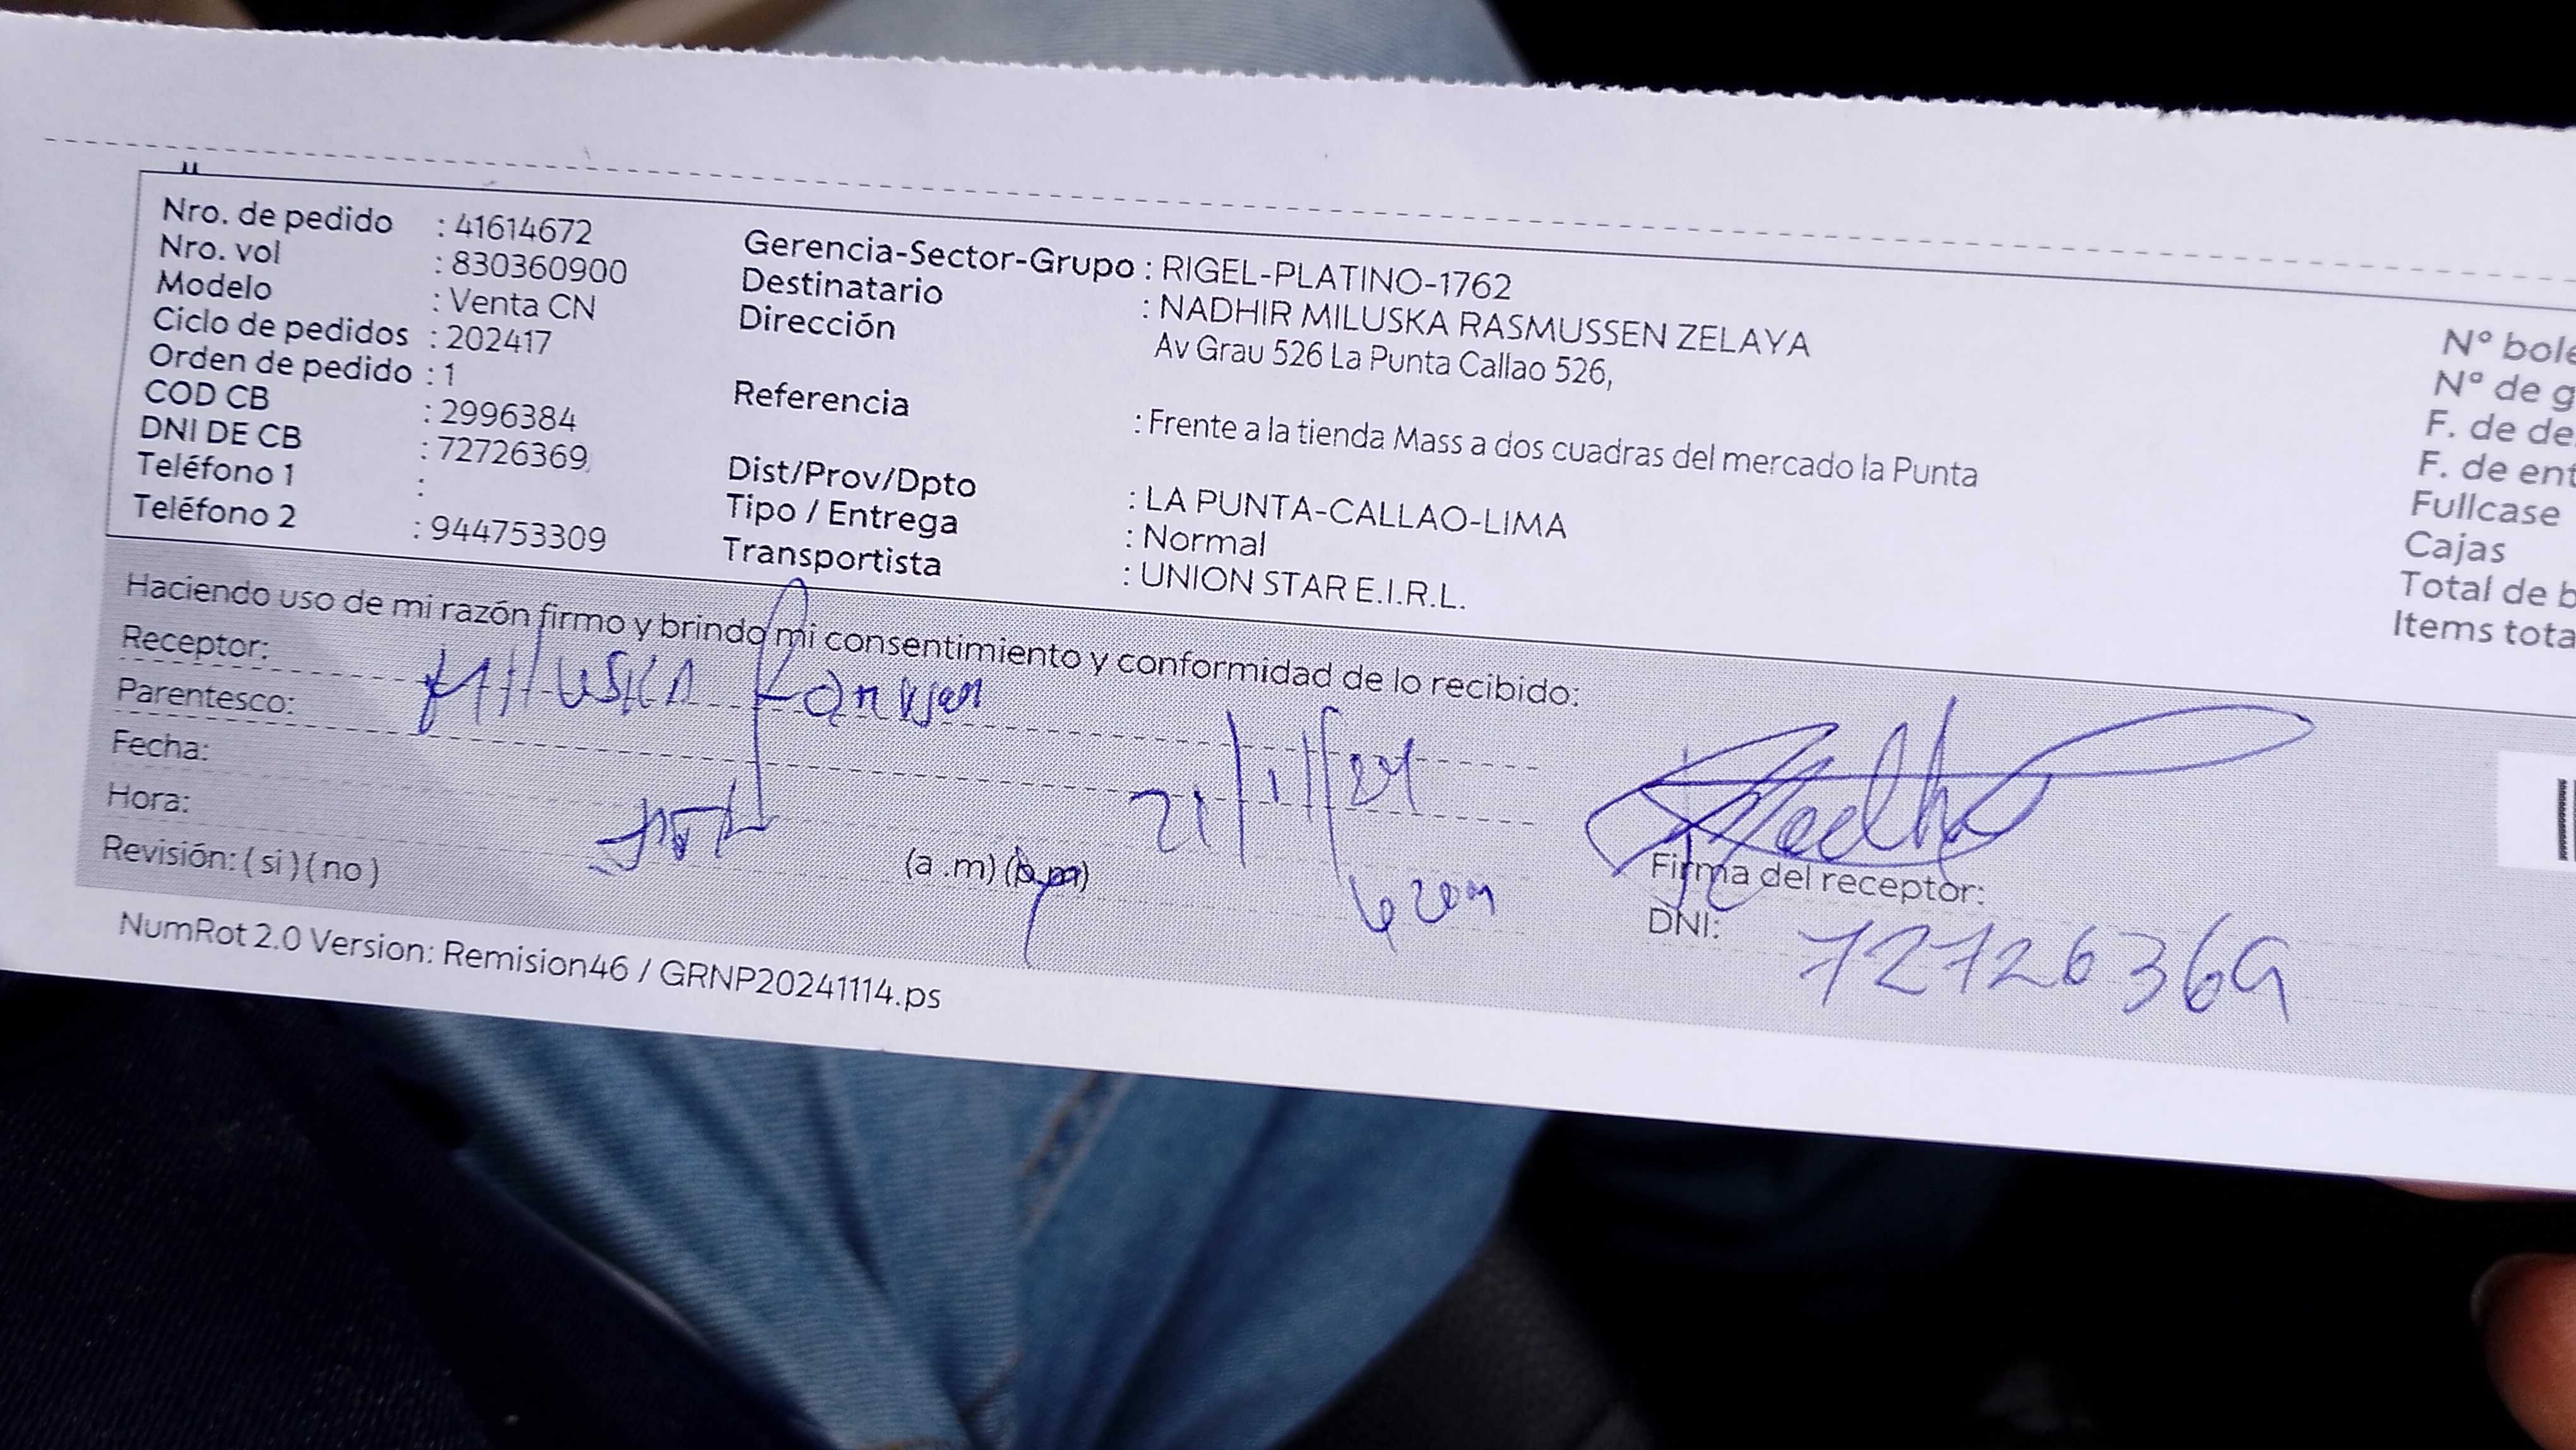 Nro. de pedido : 41614672
Nro. vol : 830360900
Modelo : Venta CN
Ciclo de pedidos : 202417
Orden de pedido : 1
COD CB : 2996384
DNI DE CB : 72726369
Teléfono 1 :
Teléfono 2 : 944753309
Gerencia-Sector-Grupo : RIGEL-PLATINO-1762
Destinatario : NADHIR MILUSKA RASMUSSEN ZELAYA
Dirección Av Grau 526 La Punta Callao 526,
Referencia : Frente a la tienda Mass a dos cuadras del mercado la Punta
Dist/Prov/Dpto : LA PUNTA-CALLAO-LIMA
Tipo / Entrega : Normal
Transportista : UNION STAR E.I.R.L.
N° bole
N° de g
F. de de
F. de ent
Fullcase
Cajas
Total de b
Items tota
Haciendo uso de mi razón firmo y brindo mi consentimiento y conformidad de lo recibido:
Receptor: MILUSKA
Parentesco:
Fecha: 21/11/24
Hora: (a .m) (p.m)
Revisión: ( si ) ( no )
Firma del receptor:
DNI: 72726369
NumRot 2.0 Version: Remision46 / GRNP20241114.ps